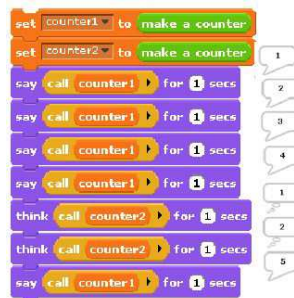 set counter1 to make a counter
set counter2 to make a counter
1
say call counter1 for 1 secs
2
say call counter1 for 1 secs
3
say call counter1 for 1 secs
4
say call counter1 for 1 secs
1
think call counter2 for 1 secs
2
think call counter2 for 1 secs
5
say call counter1 for 1 secs